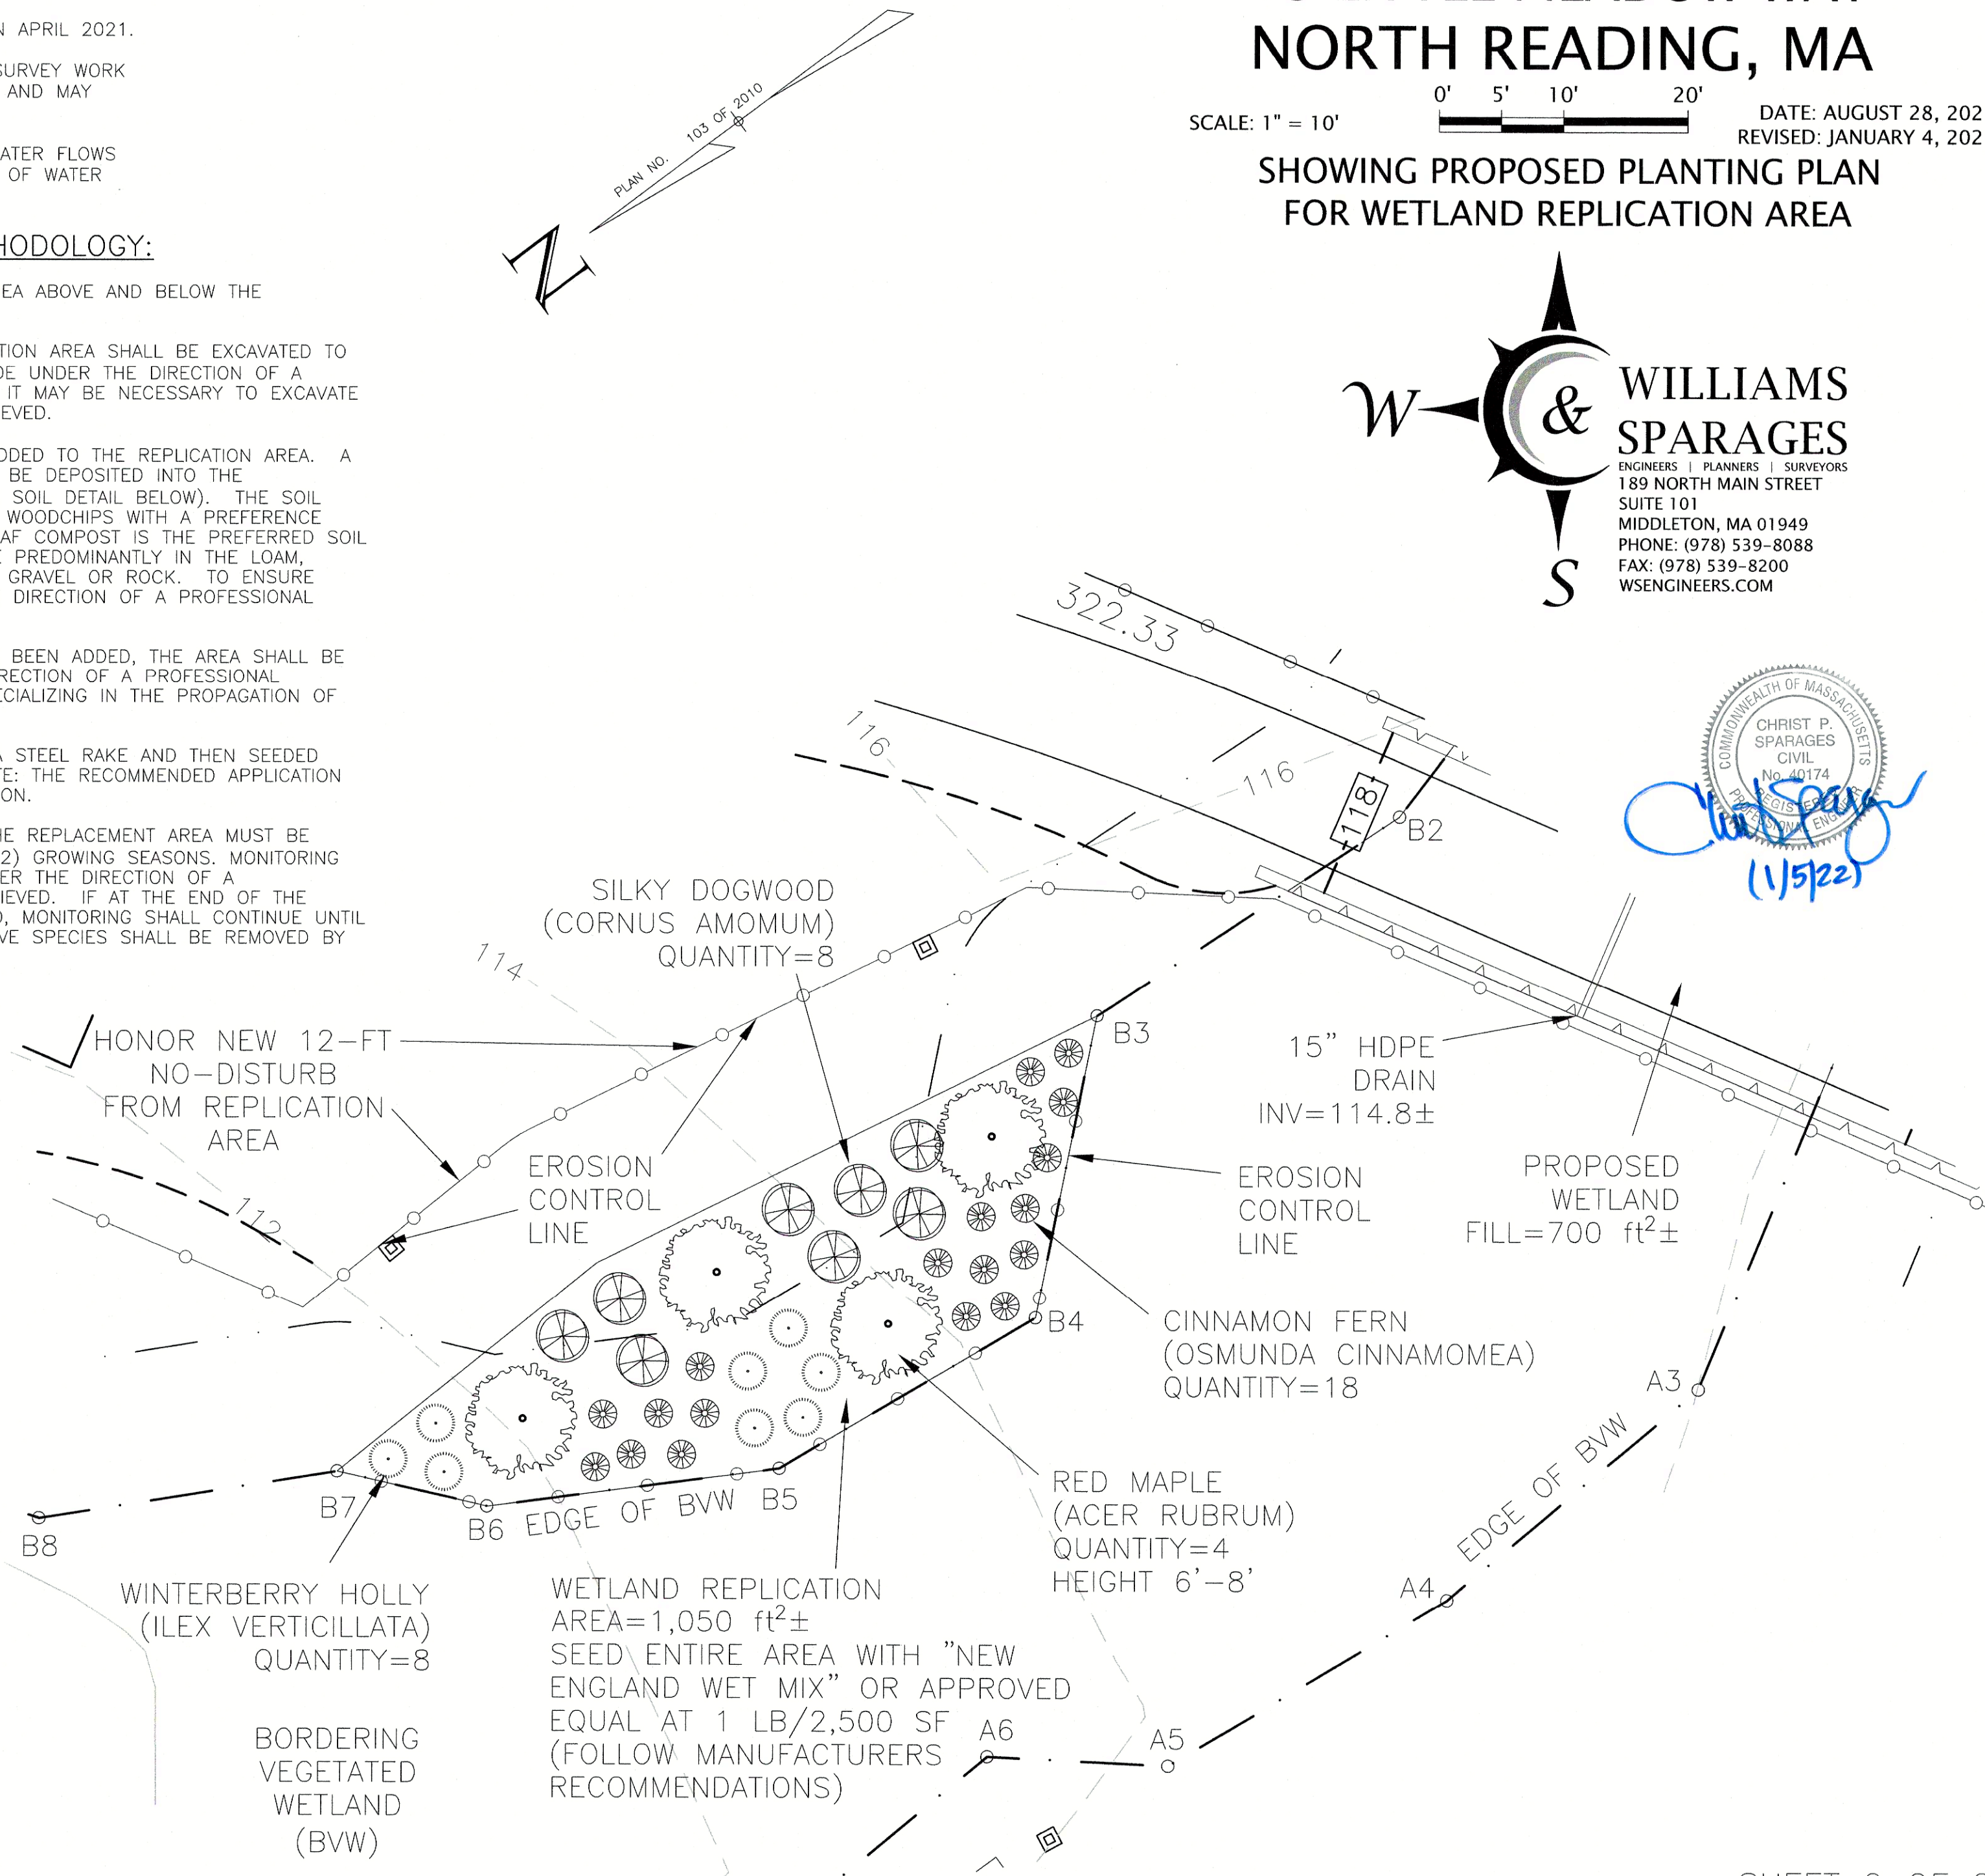 N APRIL 2021.
SURVEY WORK
AND MAY
ATER FLOWS
OF WATER
HODOLOGY:
EA ABOVE AND BELOW THE
TION AREA SHALL BE EXCAVATED TO
DE UNDER THE DIRECTION OF A
IT MAY BE NECESSARY TO EXCAVATE
EVED.
DDED TO THE REPLICATION AREA. A
BE DEPOSITED INTO THE
SOIL DETAIL BELOW). THE SOIL
WOODCHIPS WITH A PREFERENCE
AF COMPOST IS THE PREFERRED SOIL
E PREDOMINANTLY IN THE LOAM,
GRAVEL OR ROCK. TO ENSURE
DIRECTION OF A PROFESSIONAL
BEEN ADDED, THE AREA SHALL BE
RECTION OF A PROFESSIONAL
ECIALIZING IN THE PROPAGATION OF
A STEEL RAKE AND THEN SEEDED
TE: THE RECOMMENDED APPLICATION
ON.
HE REPLACEMENT AREA MUST BE
2) GROWING SEASONS. MONITORING
ER THE DIRECTION OF A
IEVED. IF AT THE END OF THE
D, MONITORING SHALL CONTINUE UNTIL
VE SPECIES SHALL BE REMOVED BY
PLAN NO. 103 OF 2010
N
NORTH READING, MA
SCALE: 1" = 10'
0' 5' 10' 20'
DATE: AUGUST 28, 202
REVISED: JANUARY 4, 202
SHOWING PROPOSED PLANTING PLAN
FOR WETLAND REPLICATION AREA
W
&
S
WILLIAMS
SPARAGES
ENGINEERS | PLANNERS | SURVEYORS
189 NORTH MAIN STREET
SUITE 101
MIDDLETON, MA 01949
PHONE: (978) 539-8088
FAX: (978) 539-8200
WSENGINEERS.COM
COMMONWEALTH OF MASSACHUSETTS
CHRIST P.
SPARAGES
CIVIL
No. 40174
REGISTERED
PROFESSIONAL ENGINEER
(1/5/22)
322.33
116
116
118
B2
SILKY DOGWOOD
(CORNUS AMOMUM)
QUANTITY=8
114
HONOR NEW 12-FT
NO-DISTURB
FROM REPLICATION
AREA
B3
15" HDPE
DRAIN
INV=114.8±
EROSION
CONTROL
LINE
EROSION
CONTROL
LINE
PROPOSED
WETLAND
FILL=700 ft²±
112
B4
CINNAMON FERN
(OSMUNDA CINNAMOMEA)
QUANTITY=18
A3
RED MAPLE
(ACER RUBRUM)
QUANTITY=4
HEIGHT 6'-8'
EDGE OF BVW
B8
B7
B6
EDGE OF BVW
B5
A4
WINTERBERRY HOLLY
(ILEX VERTICILLATA)
QUANTITY=8
WETLAND REPLICATION
AREA=1,050 ft²±
SEED ENTIRE AREA WITH "NEW
ENGLAND WET MIX" OR APPROVED
EQUAL AT 1 LB/2,500 SF
(FOLLOW MANUFACTURERS
RECOMMENDATIONS)
A6
A5
BORDERING
VEGETATED
WETLAND
(BVW)